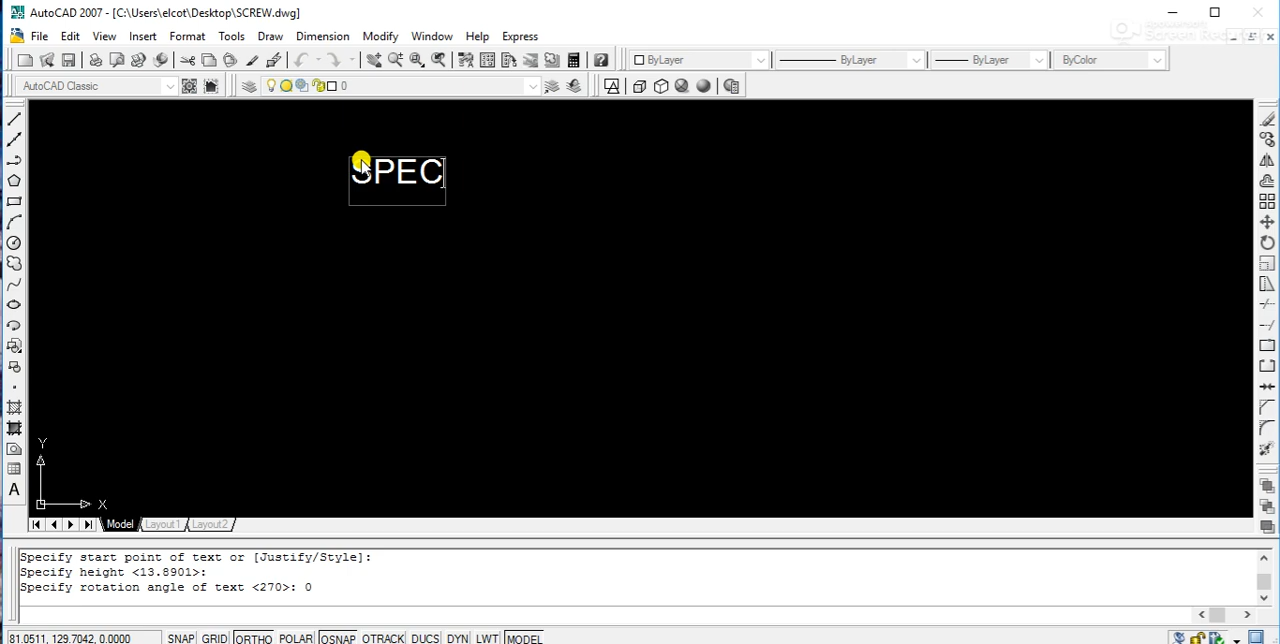 AutoCAD 2007 - [C:\Users\elcot\Desktop\SCREW.dwg]
File Edit View Insert Format Tools Draw Dimension Modify Window Help Express
ByLayer ByLayer ByLayer ByColor
AutoCAD Classic 0
SPEC
A
Y
X
Model Layout1 Layout2
Specify start point of text or [Justify/Style]:
Specify height <13.8901>:
Specify rotation angle of text <270>: 0
81.0511, 129.7042, 0.0000 SNAP GRID ORTHO POLAR OSNAP OTRACK DUCS DYN LWT MODEL